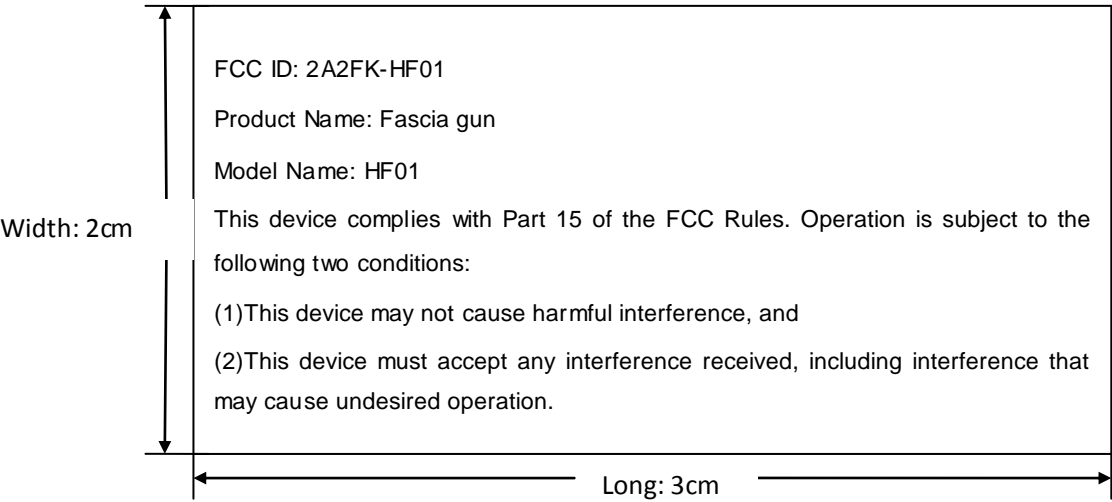 FCC ID: 2A2FK-HF01
Product Name: Fascia gun
Model Name: HF01
Width: 2cm
This device complies with Part 15 of the FCC Rules. Operation is subject to the
following two conditions:
(1)This device may not cause harmful interference, and
(2)This device must accept any interference received, including interference that
may cause undesired operation.
Long: 3cm